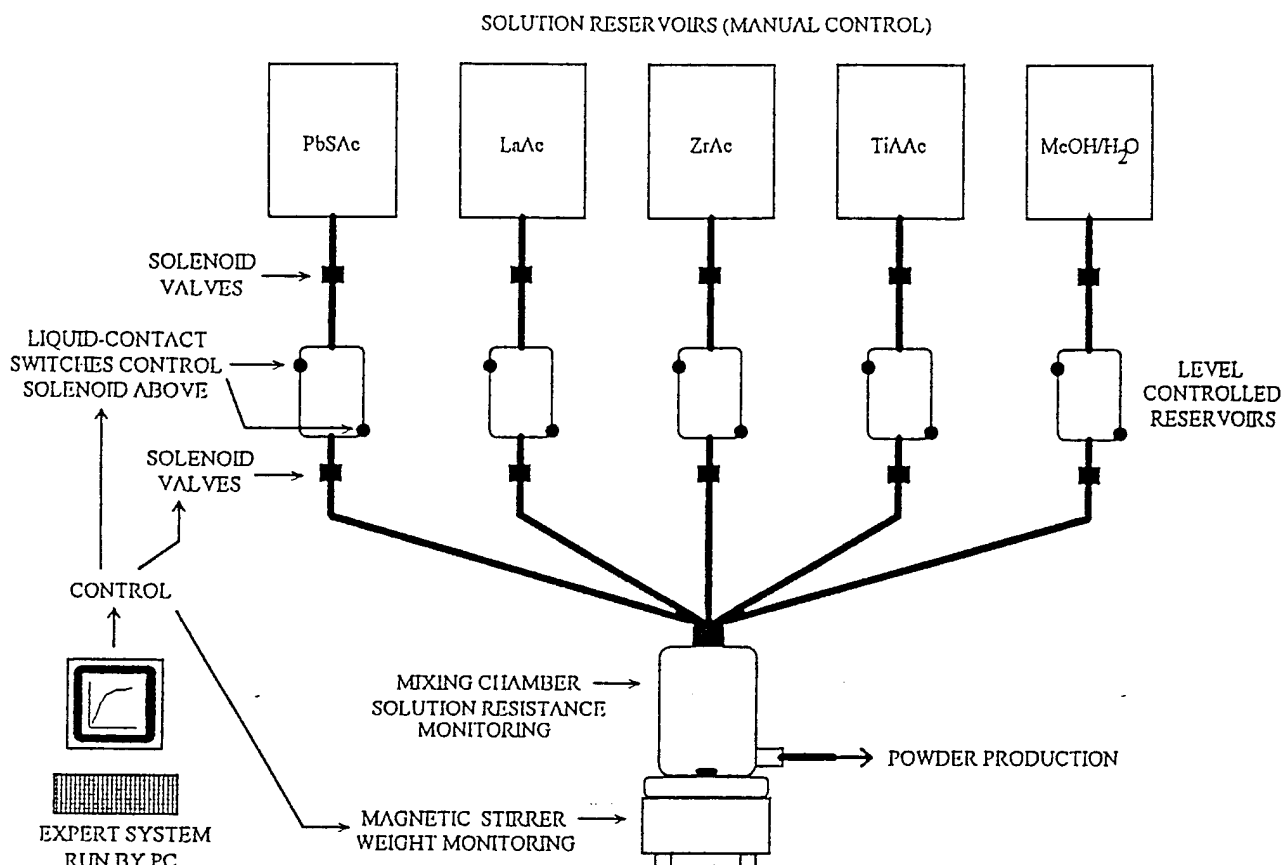 SOLUTION RESERVOIRS (MANUAL CONTROL)
PbSAc
LaAc
ZrAc
TiAAc
MeOH/H2O
SOLENOID
VALVES
LIQUID-CONTACT
SWITCHES CONTROL
SOLENOID ABOVE
LEVEL
CONTROLLED
RESERVOIRS
SOLENOID
VALVES
CONTROL
MIXING CHAMBER
SOLUTION RESISTANCE
MONITORING
POWDER PRODUCTION
MAGNETIC STIRRER
WEIGHT MONITORING
EXPERT SYSTEM
RUN BY PC